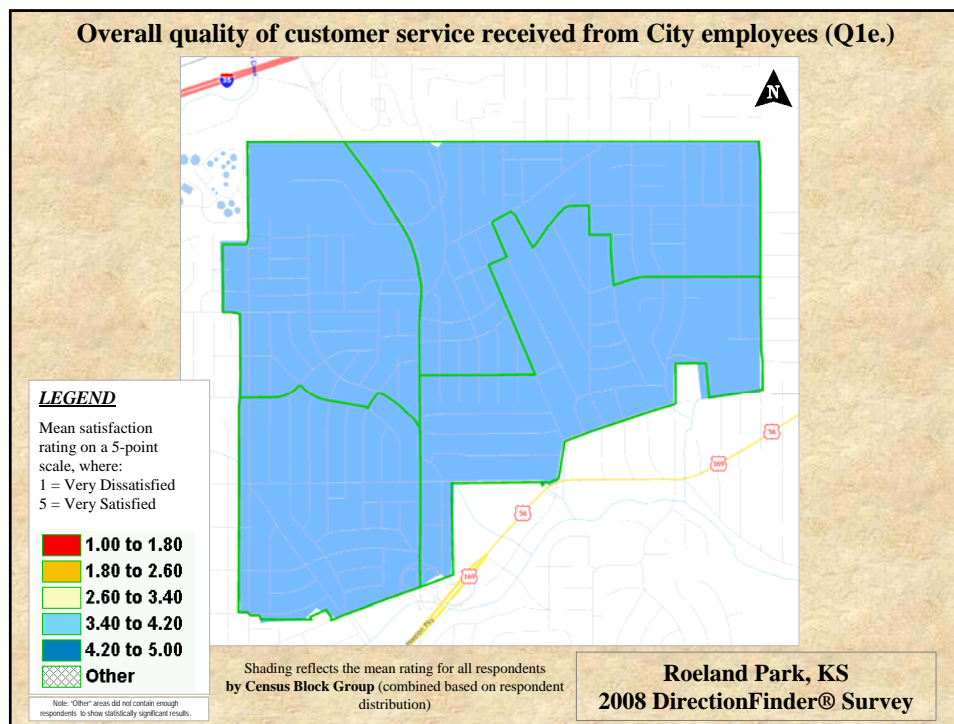 Overall quality of customer service received from City employees (Q1e.)
35
N
LEGEND
Mean satisfaction
rating on a 5-point
scale, where:
1 = Very Dissatisfied
5 = Very Satisfied
1.00 to 1.80
1.80 to 2.60
2.60 to 3.40
3.40 to 4.20
4.20 to 5.00
Other
56
169
56
169
Note: "Other" areas did not contain enough
respondents to show statistically significant results.
Shading reflects the mean rating for all respondents
by Census Block Group (combined based on respondent
distribution)
Roeland Park, KS
2008 DirectionFinder® Survey